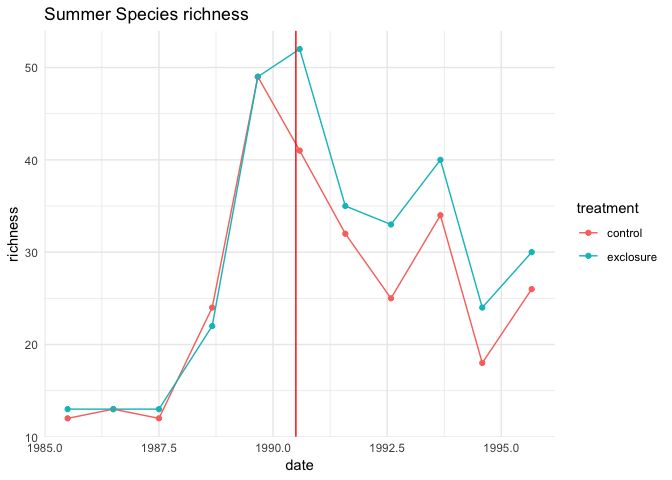 Summer Species richness
50
40
30
20
10
richness
1985.0 1987.5 1990.0 1992.5 1995.0
date
treatment
control
exclosure